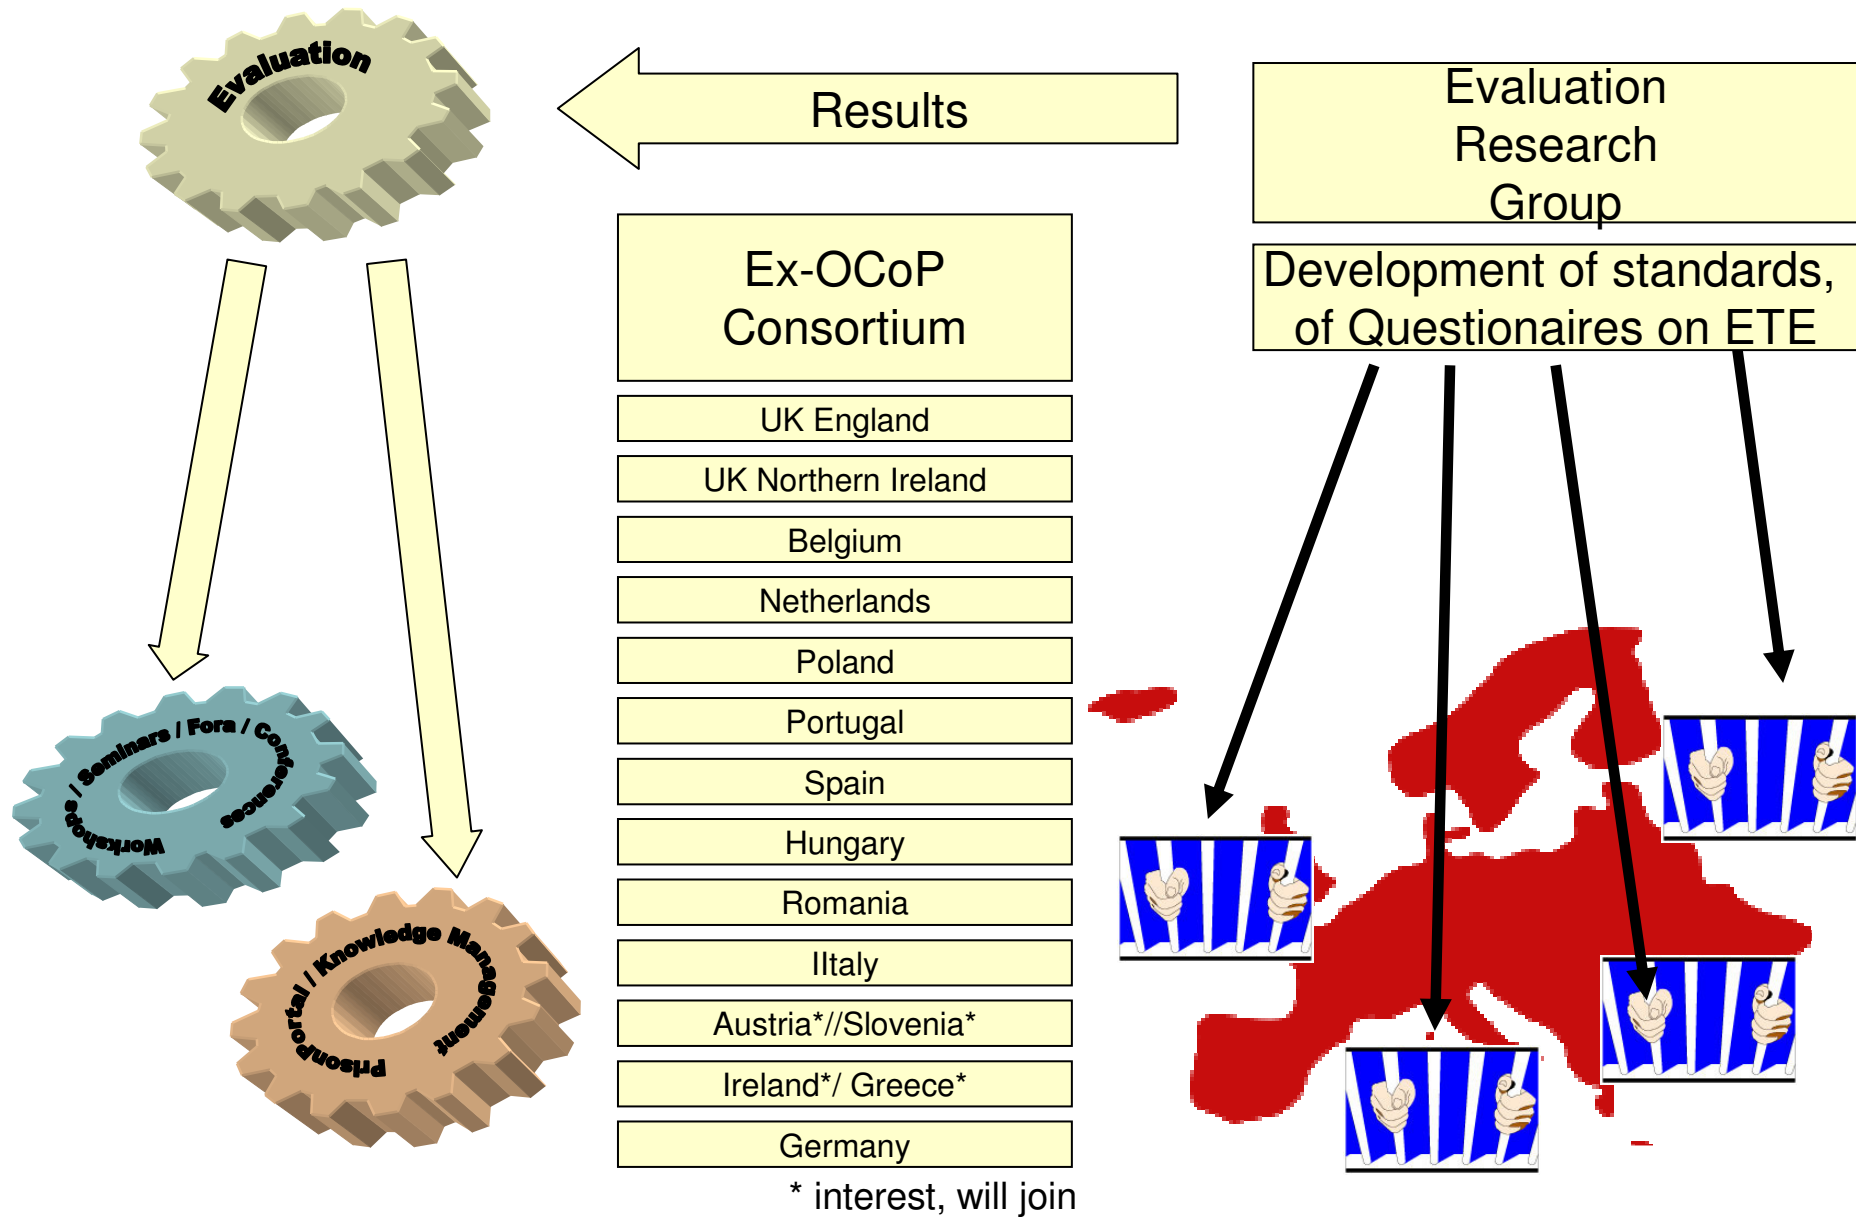 Evaluation
Results
Evaluation
Research
Group
Development of standards,
of Questionaires on ETE
Ex-OCoP
Consortium
UK England
UK Northern Ireland
Belgium
Netherlands
Poland
Portugal
Spain
Hungary
Romania
IItaly
Austria*//Slovenia*
Ireland*/ Greece*
Germany
* interest, will join
Workshops / Seminars / Fora / Conferences
PrisonPortal / Knowledge Management